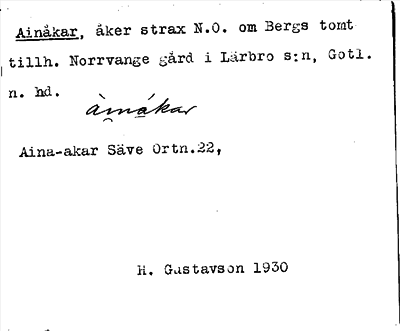 Ainåkar, åker strax N.O. om Bergs tomt
tillh. Norrvange gård i Lärbro s:n, Gotl.
n. hd.
àinákar
Aina-akar Säve Ortn.22,
H. Gustavson 1930